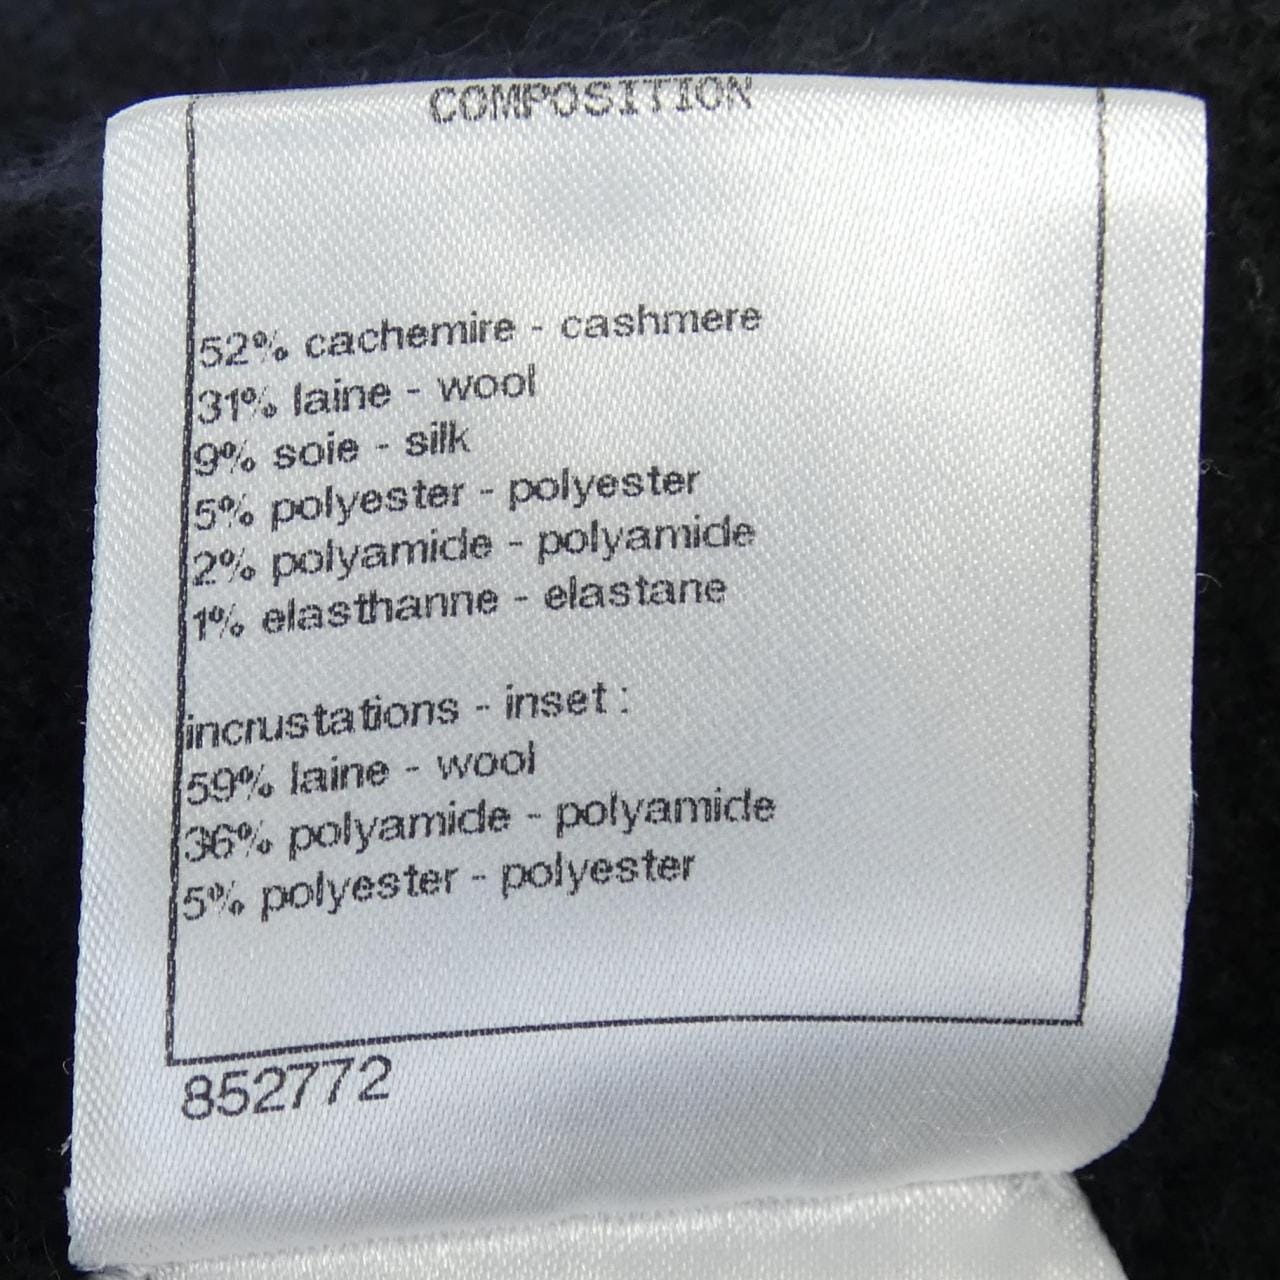 COMPOSITION
52% cachemire - cashmere
31% laine - wool
9% soie - silk
5% polyester - polyester
2% polyamide - polyamide
1% elasthanne - elastane
incrustations - inset :
59% laine - wool
36% polyamide - polyamide
5% polyester - polyester
852772